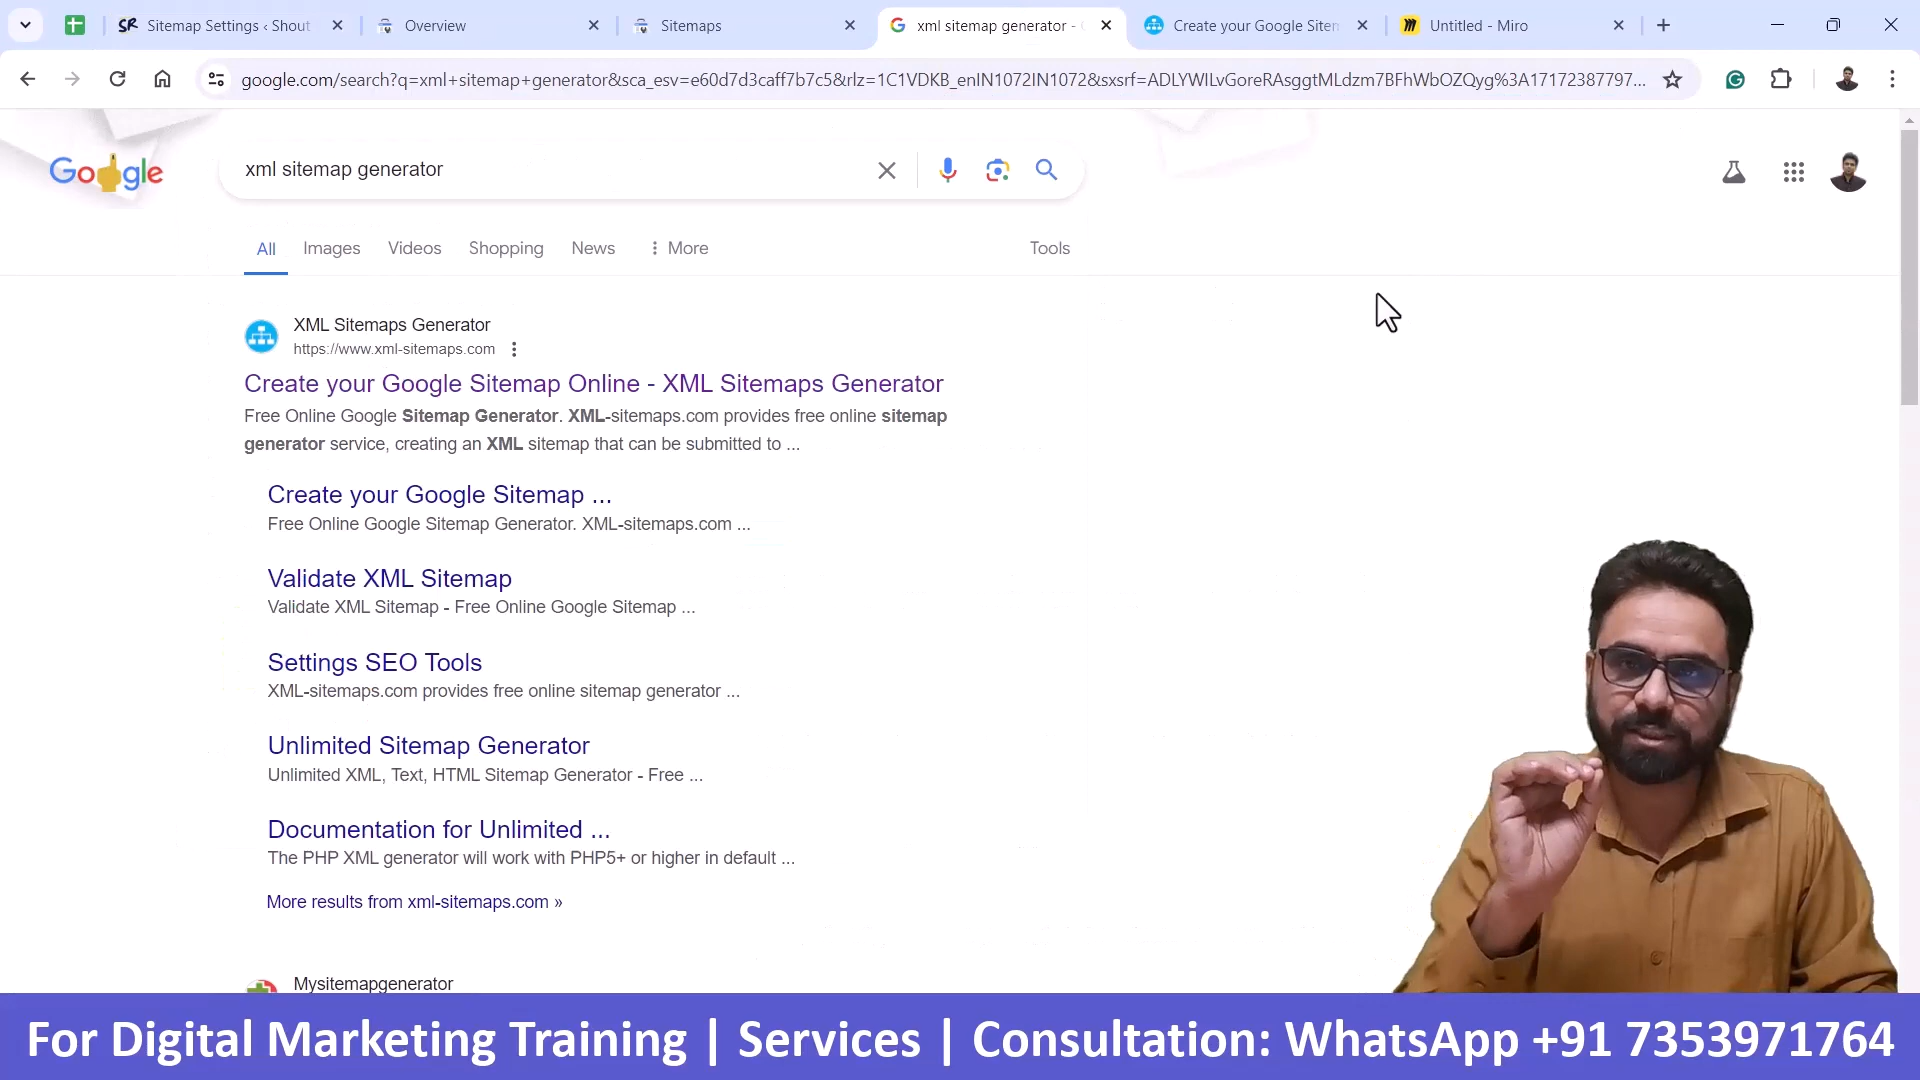 Sitemap Settings ‹ Shout
Overview
Sitemaps
xml sitemap generator -
Create your Google Sitem
Untitled - Miro
google.com/search?q=xml+sitemap+generator&sca_esv=e60d7d3caff7b7c5&rlz=1C1VDKB_enIN1072IN1072&sxsrf=ADLYWILvGoreRAsggtMLdzm7BFhWbOZQyg%3A17172387797...
Google
xml sitemap generator
All
Images
Videos
Shopping
News
More
Tools
XML Sitemaps Generator
https://www.xml-sitemaps.com
Create your Google Sitemap Online - XML Sitemaps Generator
Free Online Google Sitemap Generator. XML-sitemaps.com provides free online sitemap
generator service, creating an XML sitemap that can be submitted to ...
Create your Google Sitemap ...
Free Online Google Sitemap Generator. XML-sitemaps.com ...
Validate XML Sitemap
Validate XML Sitemap - Free Online Google Sitemap ...
Settings SEO Tools
XML-sitemaps.com provides free online sitemap generator ...
Unlimited Sitemap Generator
Unlimited XML, Text, HTML Sitemap Generator - Free ...
Documentation for Unlimited ...
The PHP XML generator will work with PHP5+ or higher in default ...
More results from xml-sitemaps.com »
Mysitemapgenerator
For Digital Marketing Training | Services | Consultation: WhatsApp +91 7353971764